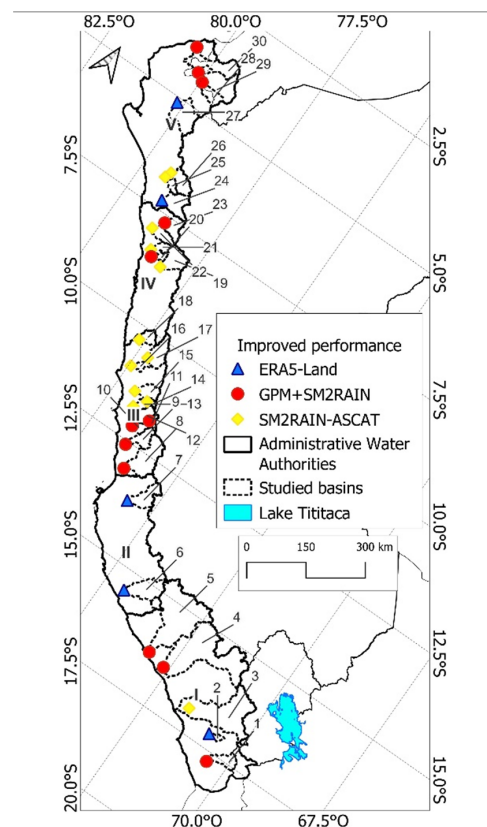 82.5°O 80.0°O 77.5°O
30
28
29
27
V
26
25
24
23
20
21
22
19
IV
18
16
17
15
11
14
10
9
13
III
8
12
7
II
6
5
4
I
2
3
1
7.5°S
10.0°S
12.5°S
15.0°S
17.5°S
20.0°S
2.5°S
5.0°S
7.5°S
10.0°S
12.5°S
15.0°S
Improved performance
ERA5-Land
GPM+SM2RAIN
SM2RAIN-ASCAT
Administrative Water
Authorities
Studied basins
Lake Tititaca
0 150 300 km
70.0°O 67.5°O